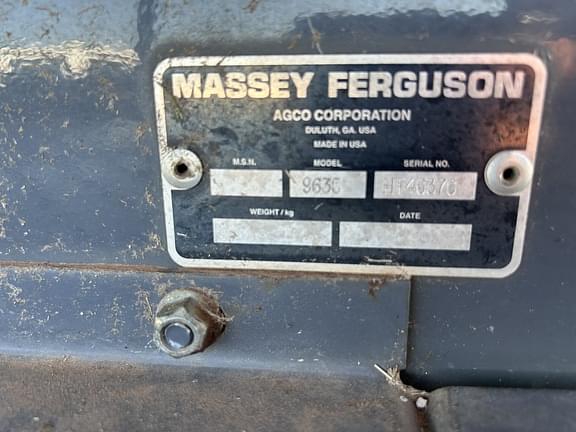 MASSEY FERGUSON
AGCO CORPORATION
DULUTH, GA. USA
MADE IN USA
M.S.N. MODEL SERIAL NO.
9635
WEIGHT/kg DATE